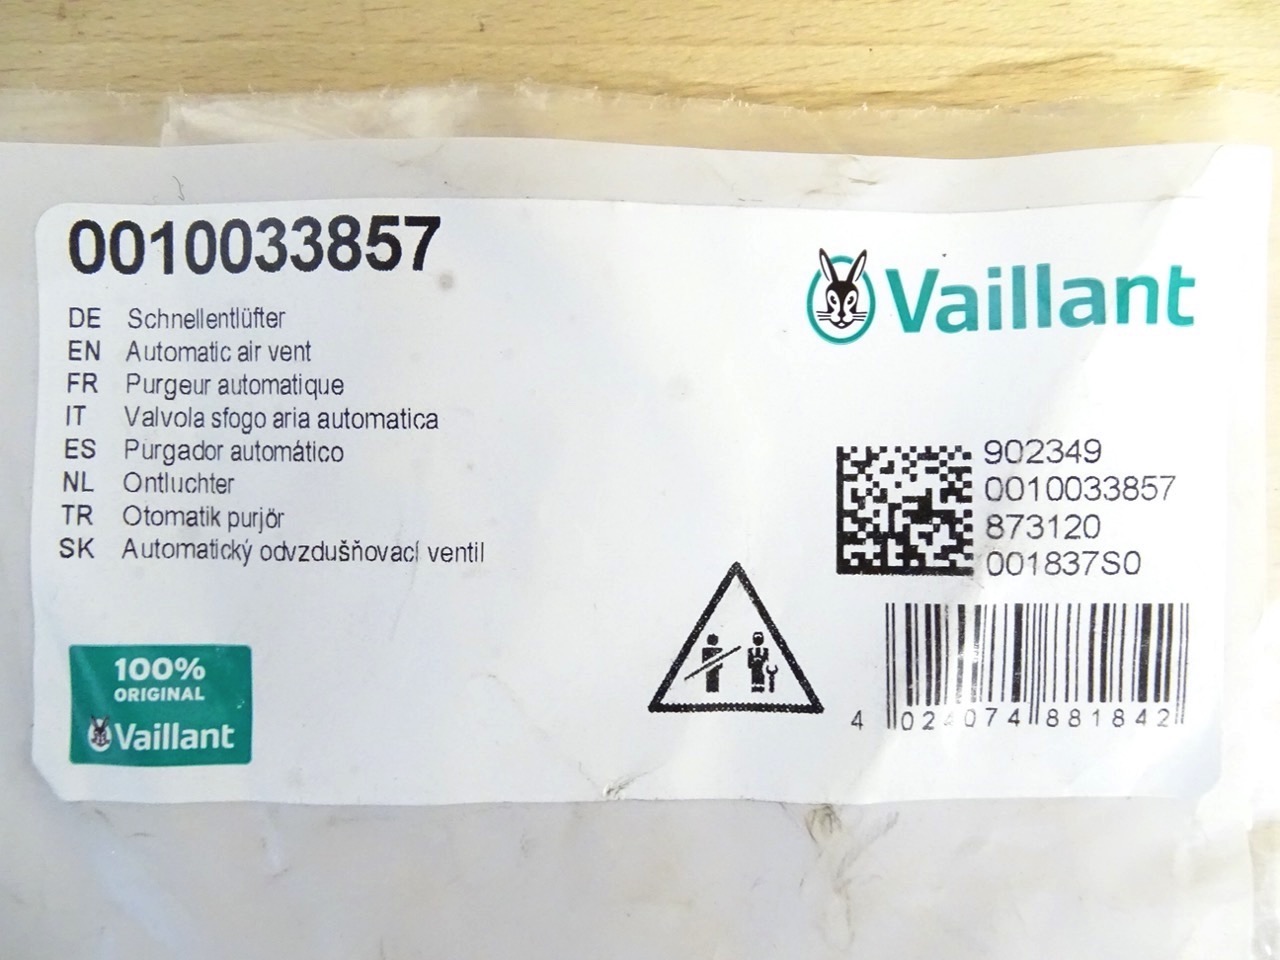 0010033857
Vaillant
DE Schnellentlüfter
EN Automatic air vent
FR Purgeur automatique
IT Valvola sfogo aria automatica
ES Purgador automático
NL Ontluchter
TR Otomatik purjör
SK Automatický odvzdušňovací ventil
902349
0010033857
873120
001837S0
100%
ORIGINAL
Vaillant
4 024074 881842